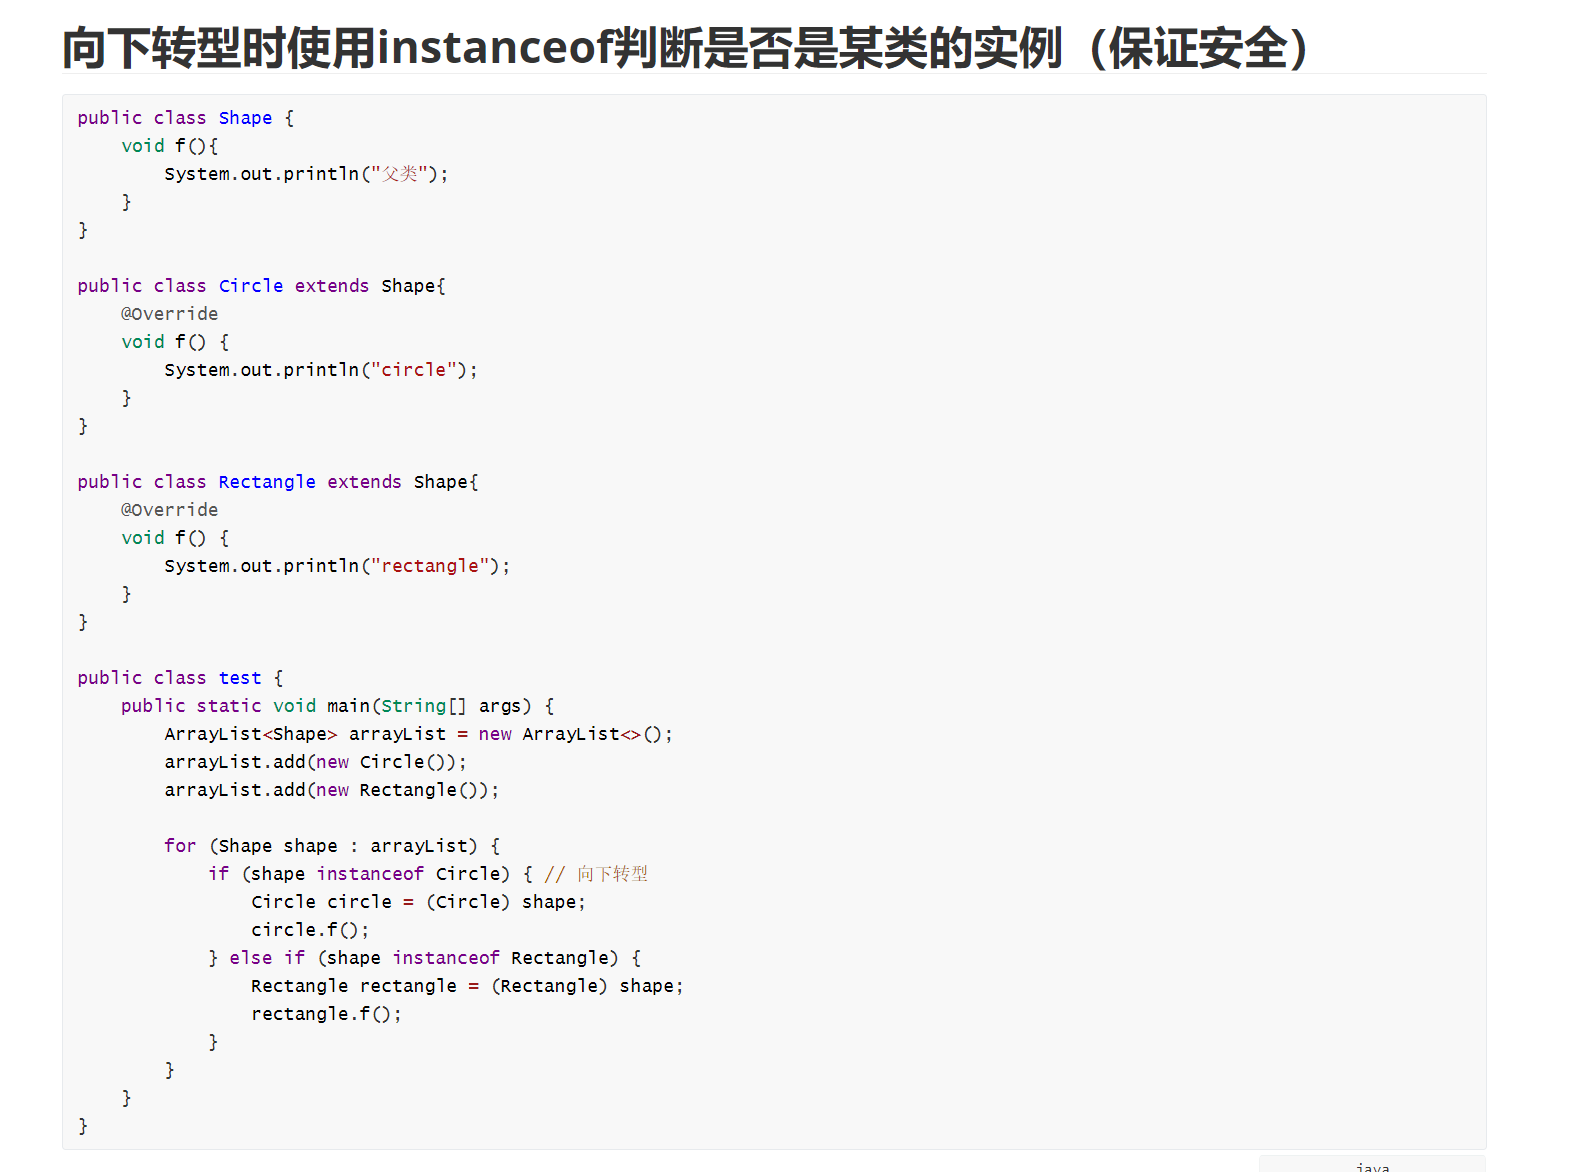 向下转型时使用instanceof判断是否是某类的实例（保证安全）
public class Shape {
    void f(){
        System.out.println("父类");
    }
}

public class Circle extends Shape{
    @Override
    void f() {
        System.out.println("circle");
    }
}

public class Rectangle extends Shape{
    @Override
    void f() {
        System.out.println("rectangle");
    }
}

public class test {
    public static void main(String[] args) {
        ArrayList<Shape> arrayList = new ArrayList<>();
        arrayList.add(new Circle());
        arrayList.add(new Rectangle());

        for (Shape shape : arrayList) {
            if (shape instanceof Circle) { // 向下转型
                Circle circle = (Circle) shape;
                circle.f();
            } else if (shape instanceof Rectangle) {
                Rectangle rectangle = (Rectangle) shape;
                rectangle.f();
            }
        }
    }
}
java